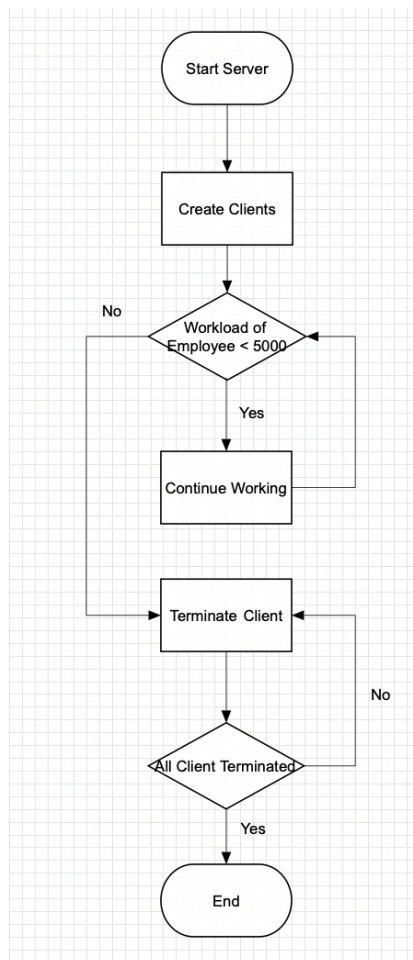 Start Server
Create Clients
No
Workload of
Employee < 5000
Yes
Continue Working
Terminate Client
No
All Client Terminated
Yes
End